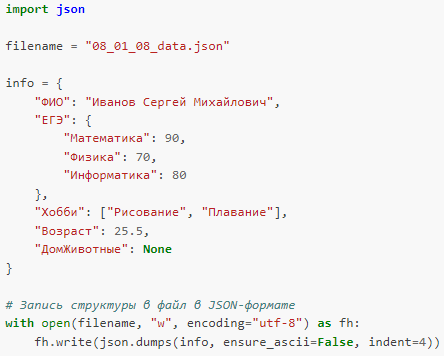 import json
filename = "08_01_08_data.json"
info = {
"ФИО": "Иванов Сергей Михайлович",
"ЕГЭ": {
"Математика": 90,
"Физика": 70,
"Информатика": 80
},
"Хобби": ["Рисование", "Плавание"],
"Возраст": 25.5,
"ДомЖивотные": None
}
# Запись структуры в файл в JSON-формате
with open(filename, "w", encoding="utf-8") as fh:
fh.write(json.dumps(info, ensure_ascii=False, indent=4))